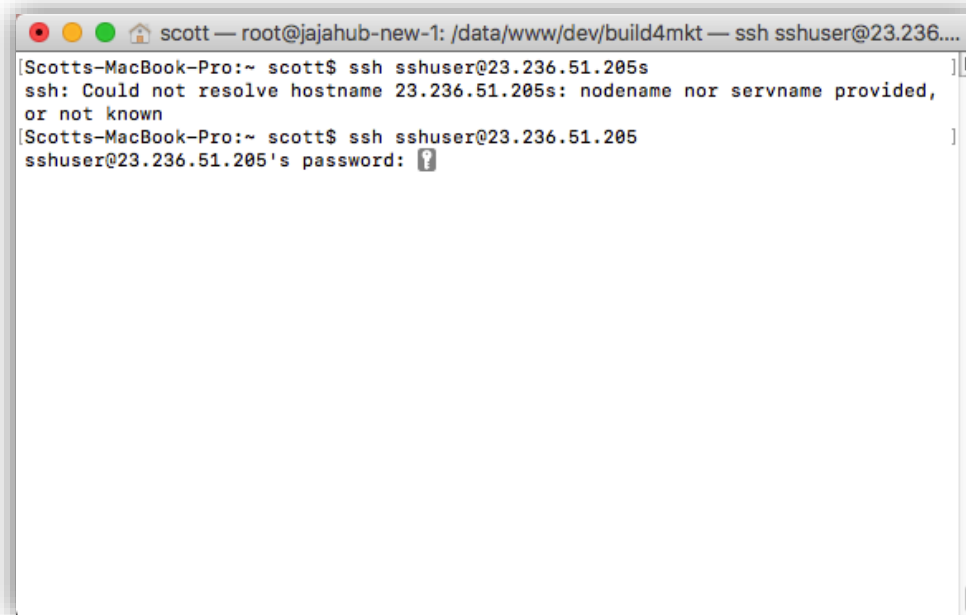 scott — root@jajahub-new-1: /data/www/dev/build4mkt — ssh sshuser@23.236....
[Scotts-MacBook-Pro:~ scott$ ssh sshuser@23.236.51.205s ]
ssh: Could not resolve hostname 23.236.51.205s: nodename nor servname provided,
or not known
[Scotts-MacBook-Pro:~ scott$ ssh sshuser@23.236.51.205 ]
sshuser@23.236.51.205's password: